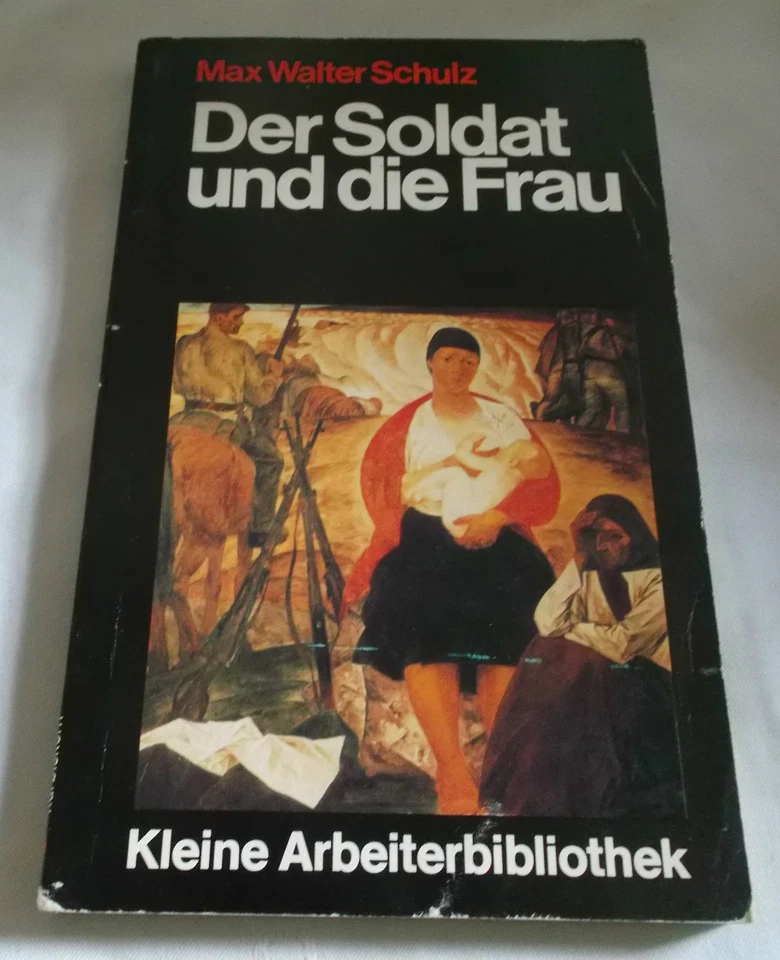 Max Walter Schulz
Der Soldat
und die Frau
Kleine Arbeiterbibliothek